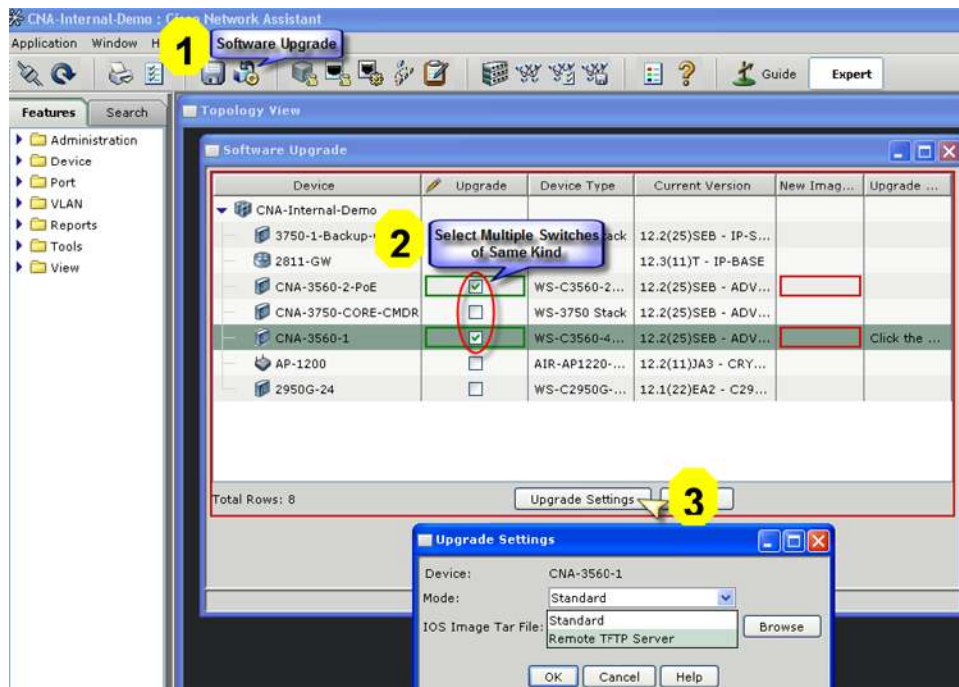 CNA-Internal-Demo : Cisco Network Assistant
Application Window H
1
Software Upgrade
Guide Expert
Features Search
Administration
Device
Port
VLAN
Reports
Tools
View
Topology View
Software Upgrade
Device Upgrade Device Type Current Version New Imag... Upgrade ...
CNA-Internal-Demo
2
Select Multiple Switches
of Same Kind
3750-1-Backup- ack 12.2(25)SEB - IP-S...
2811-GW 12.3(11)T - IP-BASE
CNA-3560-2-PoE WS-C3560-2... 12.2(25)SEB - ADV...
CNA-3750-CORE-CMDR WS-3750 Stack 12.2(25)SEB - ADV...
CNA-3560-1 WS-C3560-4... 12.2(25)SEB - ADV... Click the ...
AP-1200 AIR-AP1220-... 12.2(11)JA3 - CRY...
2950G-24 WS-C2950G-... 12.1(22)EA2 - C29...
Total Rows: 8
Upgrade Settings
3
Upgrade Settings
Device: CNA-3560-1
Mode: Standard
IOS Image Tar File: Standard
Remote TFTP Server
Browse
OK Cancel Help